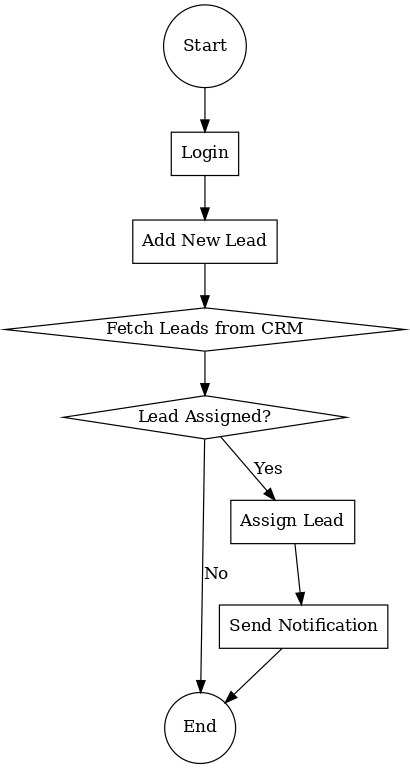 Start
Login
Add New Lead
Fetch Leads from CRM
Lead Assigned?
Yes
Assign Lead
No
Send Notification
End